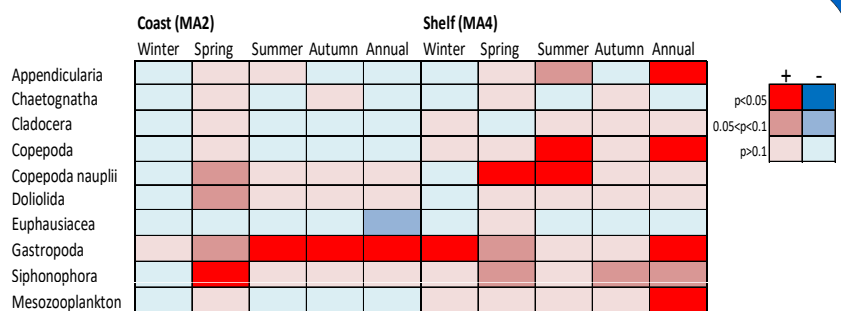 Coast (MA2) Shelf (MA4)
Winter Spring Summer Autumn Annual Winter Spring Summer Autumn Annual
Appendicularia
Chaetognatha
Cladocera
Copepoda
Copepoda nauplii
Doliolida
Euphausiacea
Gastropoda
Siphonophora
Mesozooplankton
+ -
p<0.05
0.05<p<0.1
p>0.1